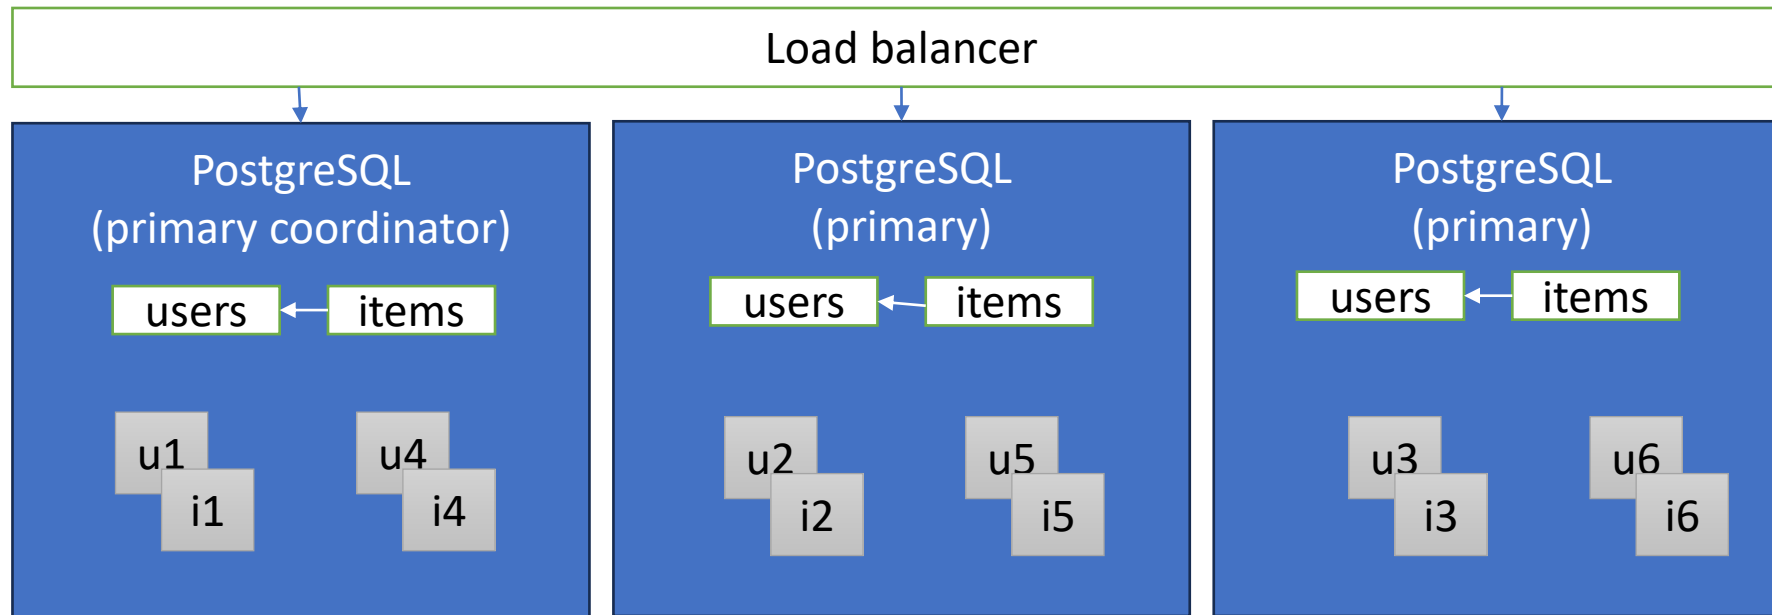 Load balancer
PostgreSQL
(primary coordinator)
users
items
u1
i1
u4
i4
PostgreSQL
(primary)
users
items
u2
i2
u5
i5
PostgreSQL
(primary)
users
items
u3
i3
u6
i6